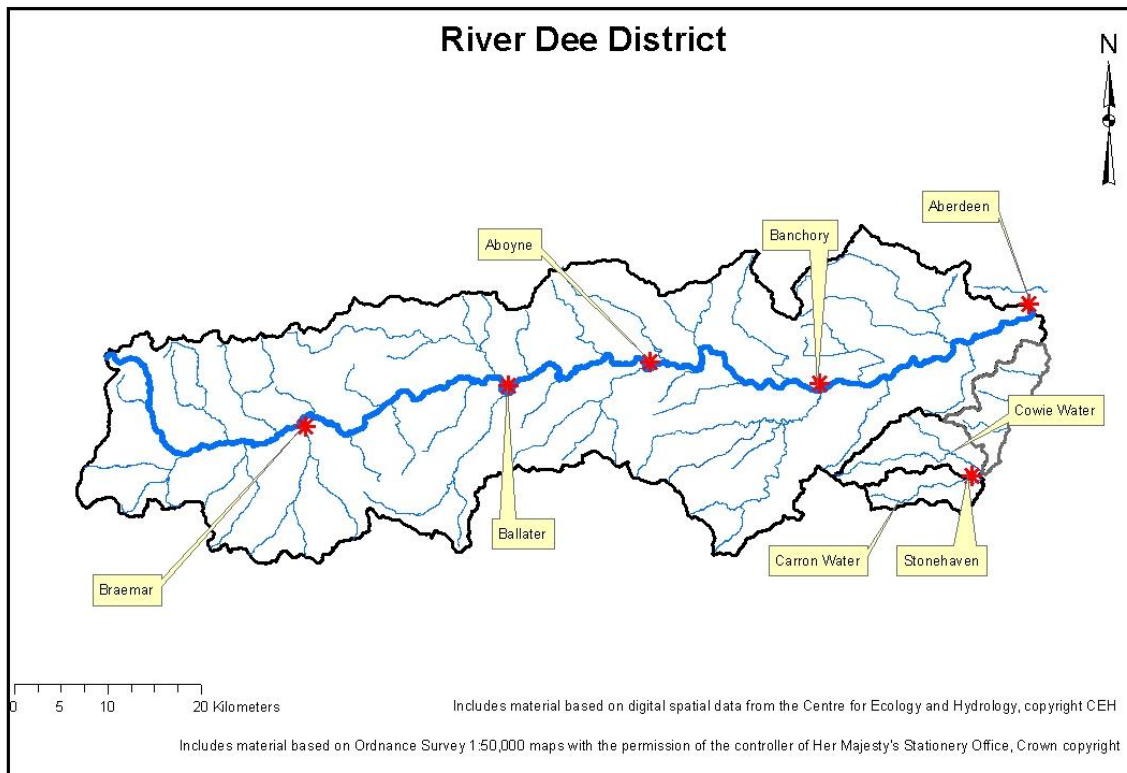 River Dee District
N
Aberdeen
Banchory
Aboyne
Cowie Water
Ballater
Carron Water
Stonehaven
Braemar
0 5 10 20 Kilometers
Includes material based on digital spatial data from the Centre for Ecology and Hydrology, copyright CEH
Includes material based on Ordnance Survey 1:50,000 maps with the permission of the controller of Her Majesty's Stationery Office, Crown copyright